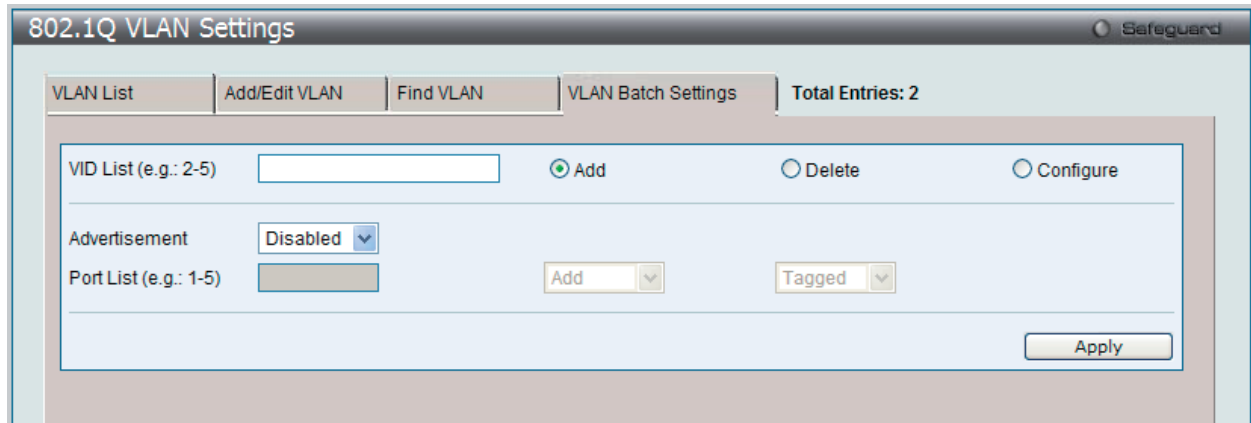 802.1Q VLAN Settings
Safeguard
VLAN List Add/Edit VLAN Find VLAN VLAN Batch Settings Total Entries: 2
VID List (e.g.: 2-5) Add Delete Configure
Advertisement Disabled
Port List (e.g.: 1-5) Add Tagged
Apply